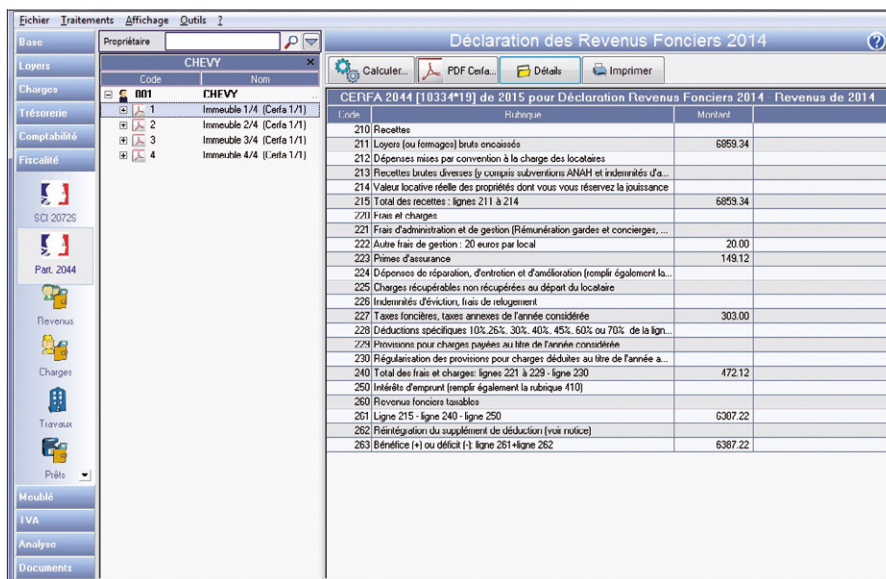 Fichier Traitements Affichage Outils ?
Base
Loyers
Charges
Trésorerie
Comptabilité
Fiscalité
SCI 2072S
Part. 2044
Revenus
Charges
Travaux
Prêts
Meublé
TVA
Analyse
Documents
Propriétaire
CHEVY ×
Code Nom
001 CHEVY ...
1 Immeuble 1/4 (Cerfa 1/1)
2 Immeuble 2/4 (Cerfa 1/1)
3 Immeuble 3/4 (Cerfa 1/1)
4 Immeuble 4/4 (Cerfa 1/1)
Déclaration des Revenus Fonciers 2014 ?
Calculer... PDF Cerfa... Détails Imprimer
CERFA 2044 [10334*19] de 2015 pour Déclaration Revenus Fonciers 2014 - Revenus de 2014
Code Rubrique Montant
210 Recettes
211 Loyers (ou fermages) bruts encaissés 6859.34
212 Dépenses mises par convention à la charge des locataires
213 Recettes brutes diverses (y compris subventions ANAH et indemnités d'a...
214 Valeur locative réelle des propriétés dont vous vous réservez la jouissance
215 Total des recettes : lignes 211 à 214 6859.34
220 Frais et charges
221 Frais d'administration et de gestion (Rémunération gardes et concierges, ...
222 Autre frais de gestion : 20 euros par local 20.00
223 Primes d'assurance 149.12
224 Dépenses de réparation, d'entretien et d'amélioration (remplir également la...
225 Charges récupérables non récupérées au départ du locataire
226 Indemnités d'éviction, frais de relogement
227 Taxes foncières, taxes annexes de l'année considérée 303.00
228 Déductions spécifiques 10%,26%, 30%, 40%, 45%, 60% ou 70% de la lign...
229 Provisions pour charges payées au titre de l'année considérée
230 Régularisation des provisions pour charges déduites au titre de l'année a...
240 Total des frais et charges: lignes 221 à 229 - ligne 230 472.12
250 Intérêts d'emprunt (remplir également la rubrique 410)
260 Revenus fonciers taxables
261 Ligne 215 - ligne 240 - ligne 250 6387.22
262 Réintégration du supplément de déduction (voir notice)
263 Bénéfice (+) ou déficit (-): ligne 261+ligne 262 6387.22